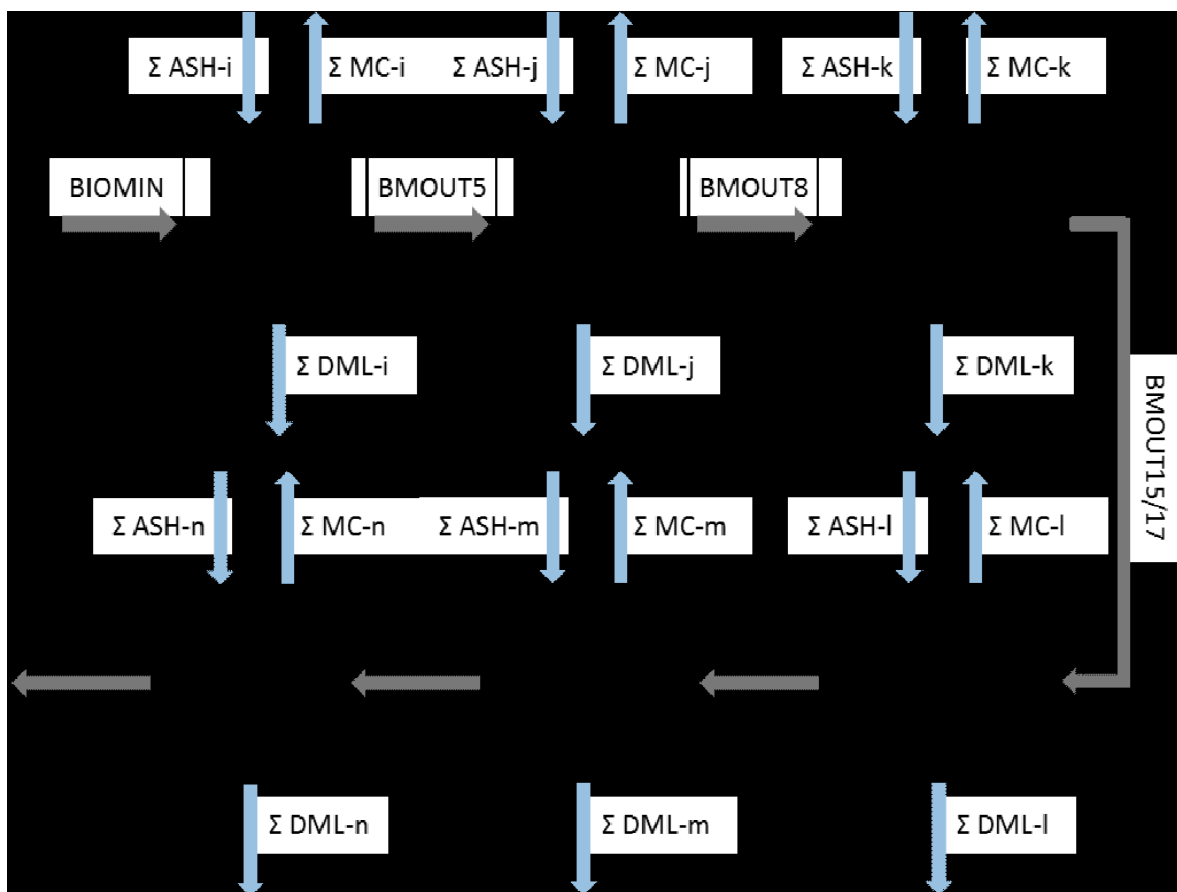 Σ ASH-i Σ MC-i Σ ASH-j Σ MC-j Σ ASH-k Σ MC-k
BIOMIN BMOUT5 BMOUT8
Σ DML-i Σ DML-j Σ DML-k
BMOUT15/17
Σ ASH-n Σ MC-n Σ ASH-m Σ MC-m Σ ASH-l Σ MC-l
Σ DML-n Σ DML-m Σ DML-l